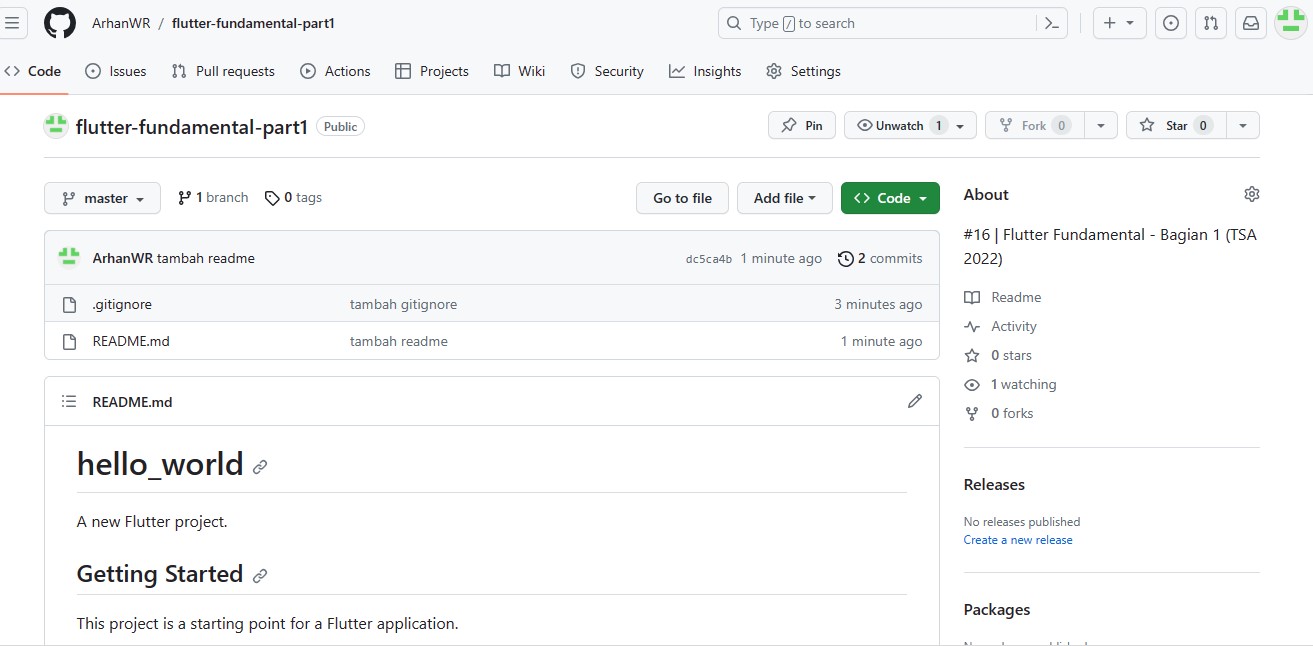 ArhanWR / flutter-fundamental-part1 Type / to search
Code Issues Pull requests Actions Projects Wiki Security Insights Settings
flutter-fundamental-part1 Public Pin Unwatch 1 Fork 0 Star 0
master 1 branch 0 tags Go to file Add file Code
ArhanWR tambah readme dc5ca4b 1 minute ago 2 commits
.gitignore tambah gitignore 3 minutes ago
README.md tambah readme 1 minute ago
README.md
hello_world
A new Flutter project.
Getting Started
This project is a starting point for a Flutter application.
About
#16 | Flutter Fundamental - Bagian 1 (TSA
2022)
Readme
Activity
0 stars
1 watching
0 forks
Releases
No releases published
Create a new release
Packages